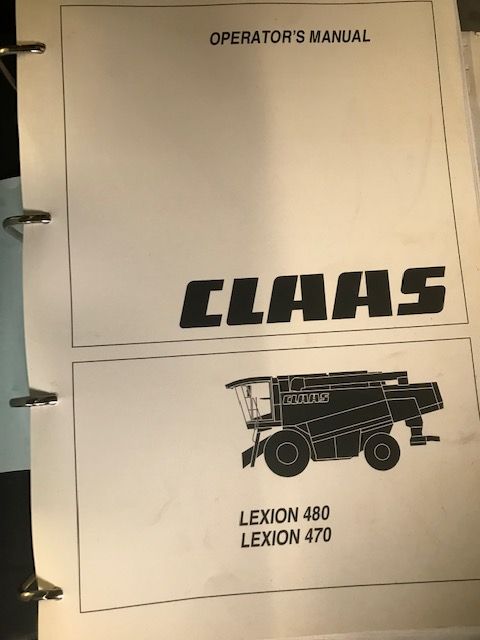 OPERATOR'S MANUAL
CLAAS
CLAAS
LEXION 480
LEXION 470